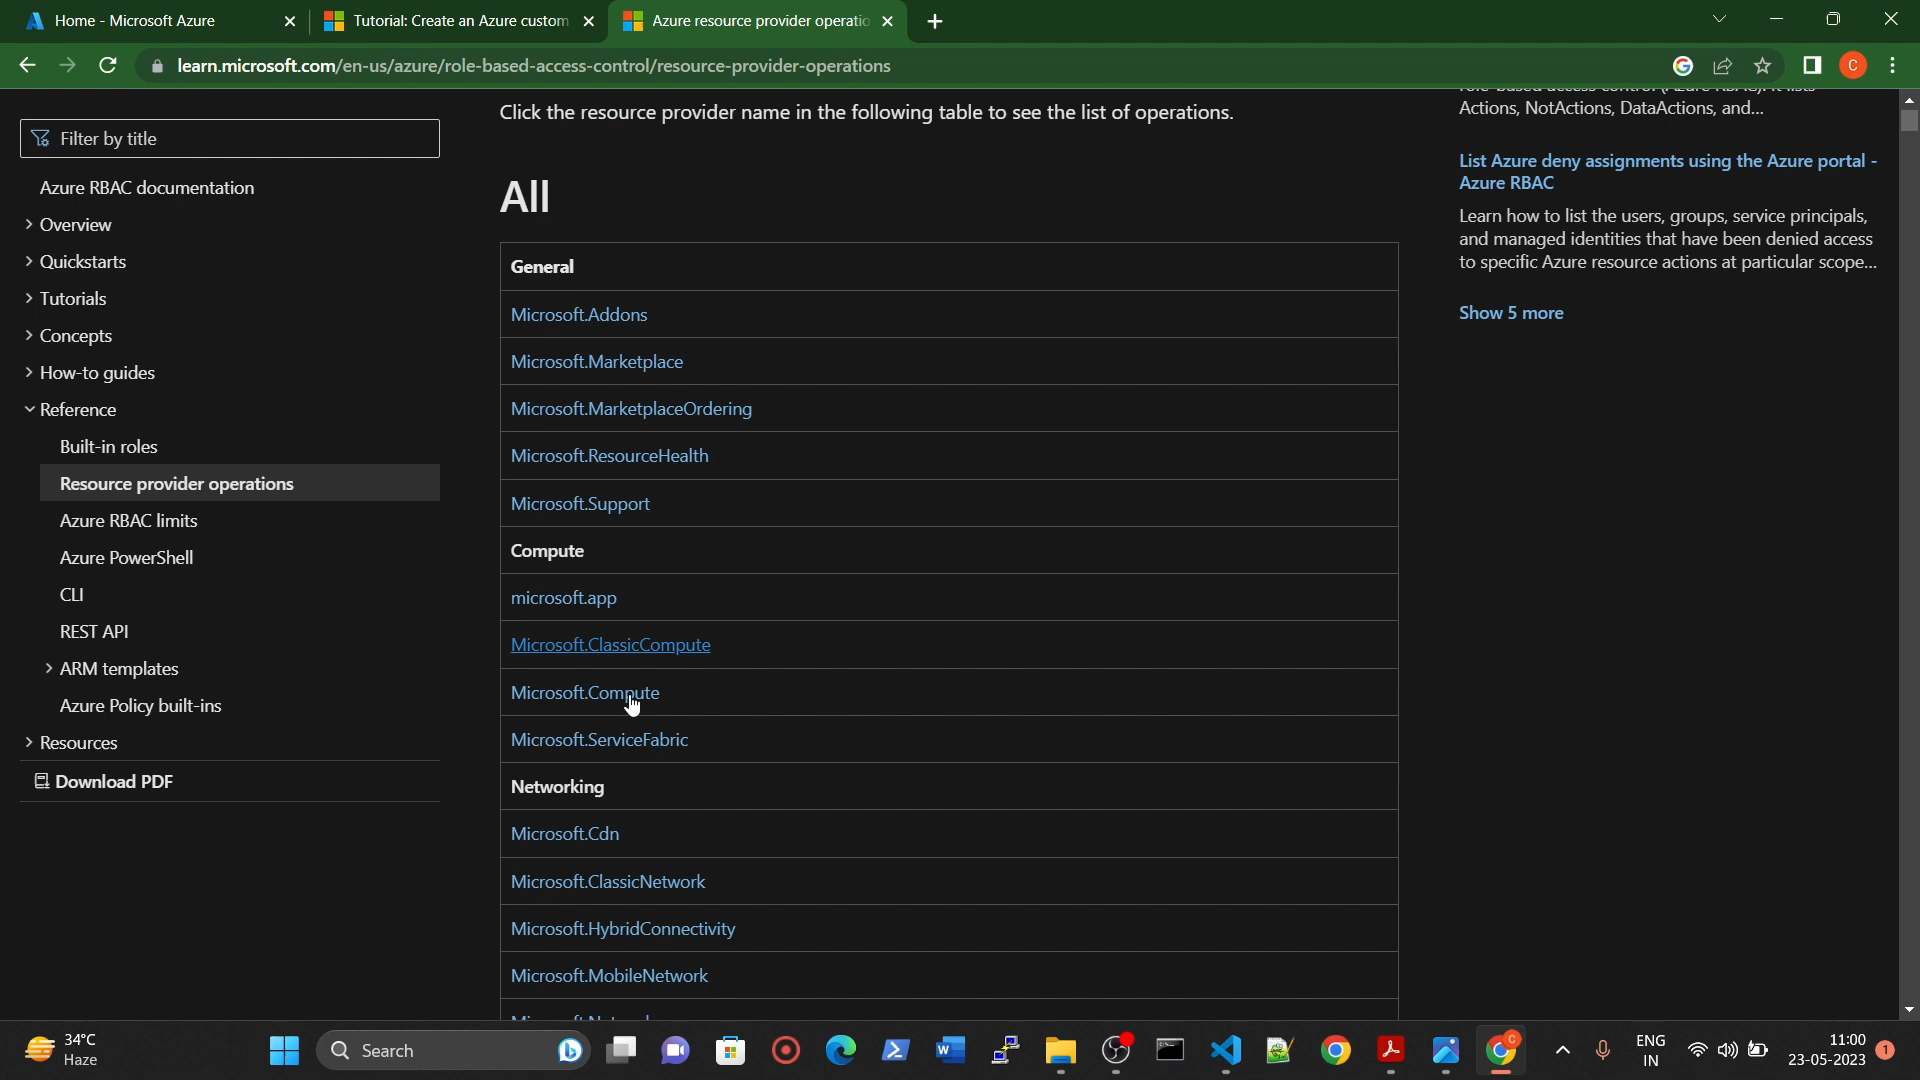 Home - Microsoft Azure
Tutorial: Create an Azure custom
Azure resource provider operatio
learn.microsoft.com/en-us/azure/role-based-access-control/resource-provider-operations
C
Filter by title
Azure RBAC documentation
Overview
Quickstarts
Tutorials
Concepts
How-to guides
Reference
Built-in roles
Resource provider operations
Azure RBAC limits
Azure PowerShell
CLI
REST API
ARM templates
Azure Policy built-ins
Resources
Download PDF
Click the resource provider name in the following table to see the list of operations.
All
General
Microsoft.Addons
Microsoft.Marketplace
Microsoft.MarketplaceOrdering
Microsoft.ResourceHealth
Microsoft.Support
Compute
microsoft.app
Microsoft.ClassicCompute
Microsoft.Compute
Microsoft.ServiceFabric
Networking
Microsoft.Cdn
Microsoft.ClassicNetwork
Microsoft.HybridConnectivity
Microsoft.MobileNetwork
Actions, NotActions, DataActions, and...
List Azure deny assignments using the Azure portal -
Azure RBAC
Learn how to list the users, groups, service principals,
and managed identities that have been denied access
to specific Azure resource actions at particular scope...
Show 5 more
34°C
Haze
Search
ENG
IN
11:00
23-05-2023
1